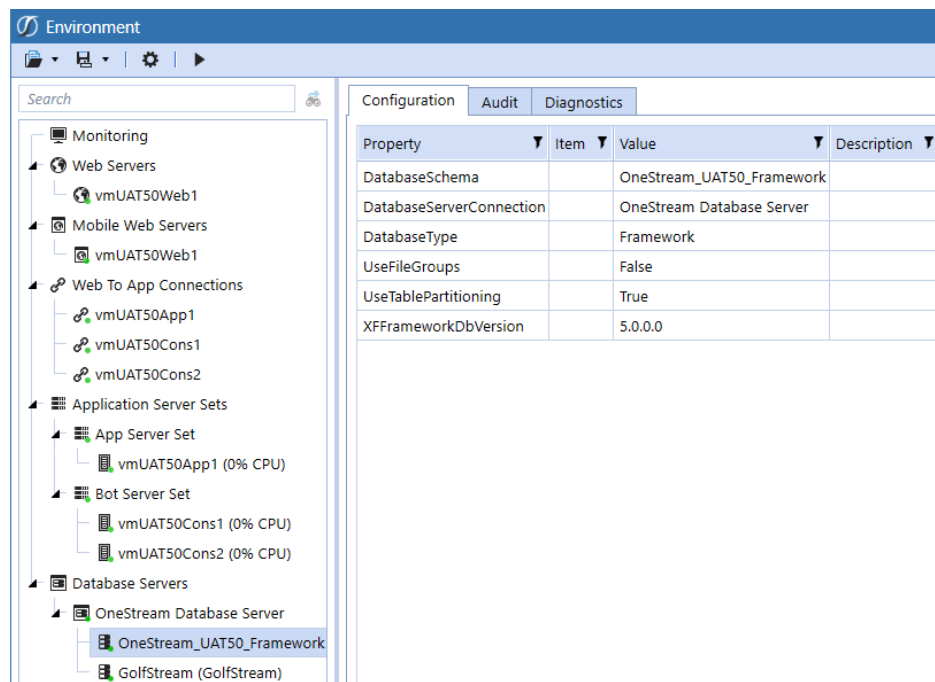 Environment
Search
Monitoring
Web Servers
vmUAT50Web1
Mobile Web Servers
vmUAT50Web1
Web To App Connections
vmUAT50App1
vmUAT50Cons1
vmUAT50Cons2
Application Server Sets
App Server Set
vmUAT50App1 (0% CPU)
Bot Server Set
vmUAT50Cons1 (0% CPU)
vmUAT50Cons2 (0% CPU)
Database Servers
OneStream Database Server
OneStream_UAT50_Framework
GolfStream (GolfStream)
Configuration Audit Diagnostics
Property Item Value Description
DatabaseSchema OneStream_UAT50_Framework
DatabaseServerConnection OneStream Database Server
DatabaseType Framework
UseFileGroups False
UseTablePartitioning True
XFFrameworkDbVersion 5.0.0.0